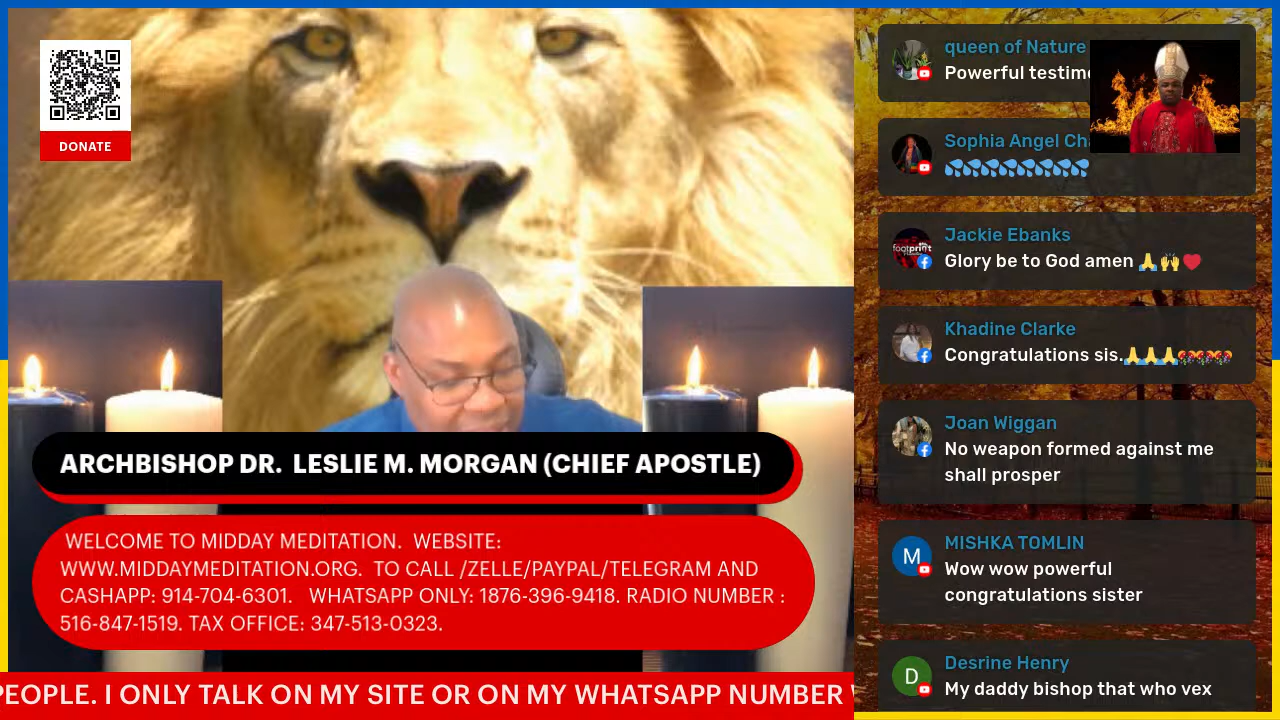 DONATE
ARCHBISHOP DR. LESLIE M. MORGAN (CHIEF APOSTLE)
WELCOME TO MIDDAY MEDITATION. WEBSITE:
WWW.MIDDAYMEDITATION.ORG. TO CALL /ZELLE/PAYPAL/TELEGRAM AND
CASHAPP: 914-704-6301. WHATSAPP ONLY: 1876-396-9418. RADIO NUMBER :
516-847-1519. TAX OFFICE: 347-513-0323.
PEOPLE. I ONLY TALK ON MY SITE OR ON MY WHATSAPP NUMBER
queen of Nature
Powerful
Sophia Angel
💦💦💦💦💦💦💦💦💦
Jackie Ebanks
footprint
Glory be to God amen 🙏🙌❤️
Khadine Clarke
Congratulations sis.🙏🙏🙏💐💐💐💐
Joan Wiggan
No weapon formed against me
shall prosper
M
MISHKA TOMLIN
Wow wow powerful
congratulations sister
D
Desrine Henry
My daddy bishop that who vex